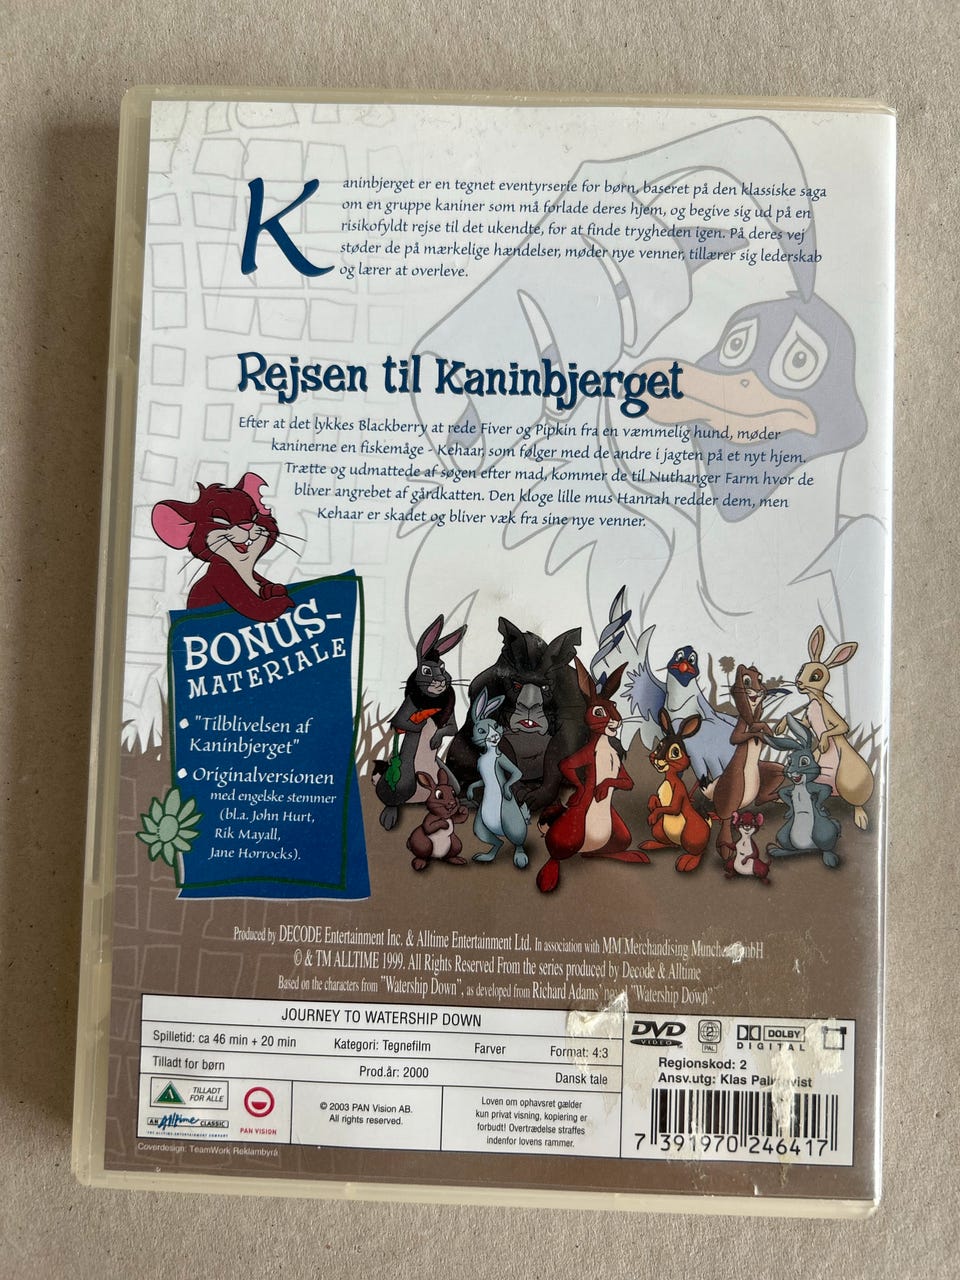 Kaninbjerget er en tegnet eventyrserie for børn, baseret på den klassiske saga
om en gruppe kaniner som må forlade deres hjem, og begive sig ud på en
risikofyldt rejse til det ukendte, for at finde trygheden igen. På deres vej
støder de på mærkelige hændelser, møder nye venner, tillærer sig lederskab
og lærer at overleve.
Rejsen til Kaninbjerget
Efter at det lykkes Blackberry at rede Fiver og Pipkin fra en væmmelig hund, møder
kaninerne en fiskemåge - Kehaar, som følger med de andre i jagten på et nyt hjem.
Trætte og udmattede af søgen efter mad, kommer de til Nuthanger Farm hvor de
bliver angrebet af gårdkatten. Den kloge lille mus Hannah redder dem, men
Kehaar er skadet og bliver væk fra sine nye venner.
BONUS-
MATERIALE
• "Tilblivelsen af
Kaninbjerget"
• Originalversionen
med engelske stemmer
(bl.a. John Hurt,
Rik Mayall,
Jane Horrocks).
Produced by DECODE Entertainment Inc. & Alltime Entertainment Ltd. In association with MM Merchandising GmbH
© & TM ALLTIME 1999. All Rights Reserved From the series produced by Decode & Alltime
Based on the characters from "Watership Down", as developed from Richard Adams' "Watership Down".
JOURNEY TO WATERSHIP DOWN
Spilletid: ca 46 min + 20 min Kategori: Tegnefilm Farver Format: 4:3
Tilladt for børn Prod.år: 2000 Dansk tale
A TILLADT
FOR ALLE
AN Alltime CLASSIC
THE ALLTIME ENTERTAINMENT COMPANY
PAN VISION
© 2003 PAN Vision AB.
All rights reserved.
Loven om ophavsret gælder
kun privat visning, kopiering er
forbudt! Overtrædelse straffes
indenfor lovens rammer.
DVD VIDEO
2 PAL
DOLBY DIGITAL
Regionskod: 2
Ansv.utg: Klas Palmqvist
7 391970 246417
Coverdesign: TeamWork Reklambyrå